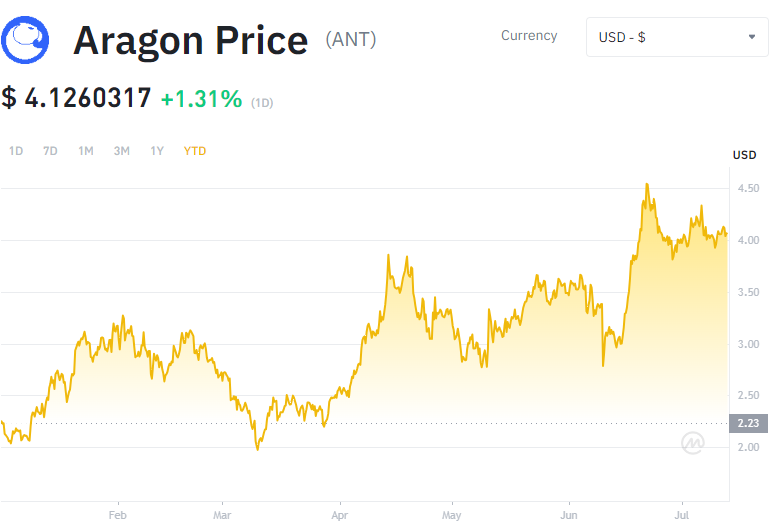 Aragon Price (ANT)
Currency
USD - $
$ 4.1260317 +1.31% (1D)
1D 7D 1M 3M 1Y YTD
USD
4.50
4.00
3.50
3.00
2.50
2.23
2.00
Feb Mar Apr May Jun Jul